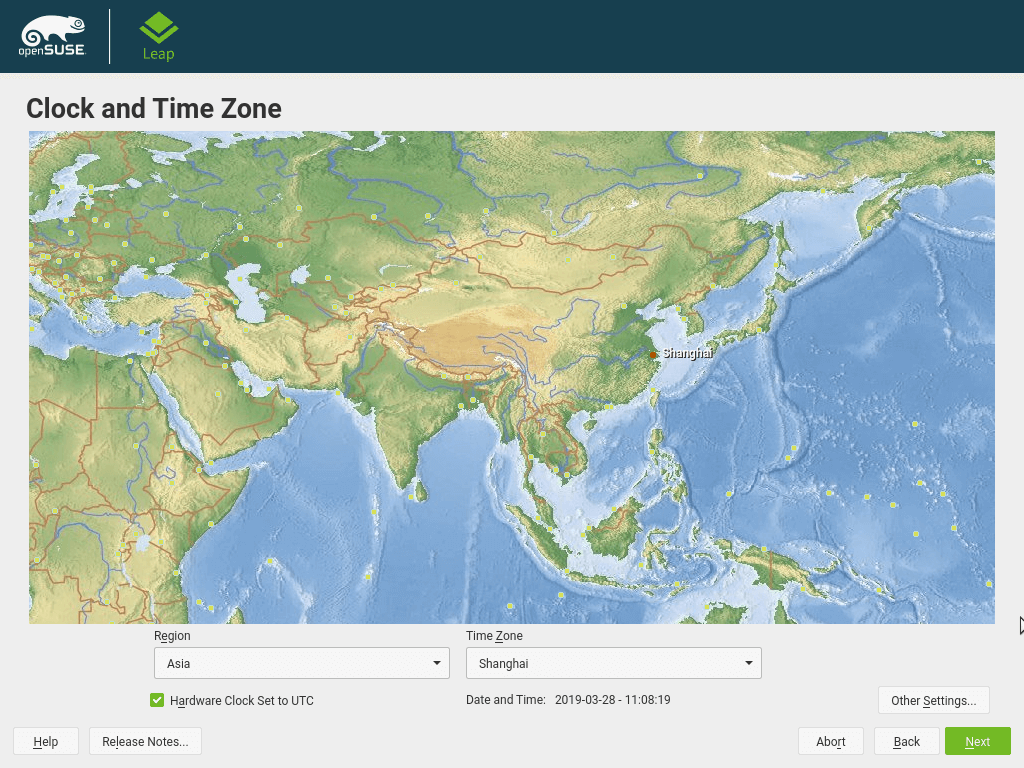 openSUSE
Leap
Clock and Time Zone
Shanghai
Region
Time Zone
Asia
Shanghai
Hardware Clock Set to UTC
Date and Time: 2019-03-28 - 11:08:19
Other Settings...
Help
Release Notes...
Abort
Back
Next